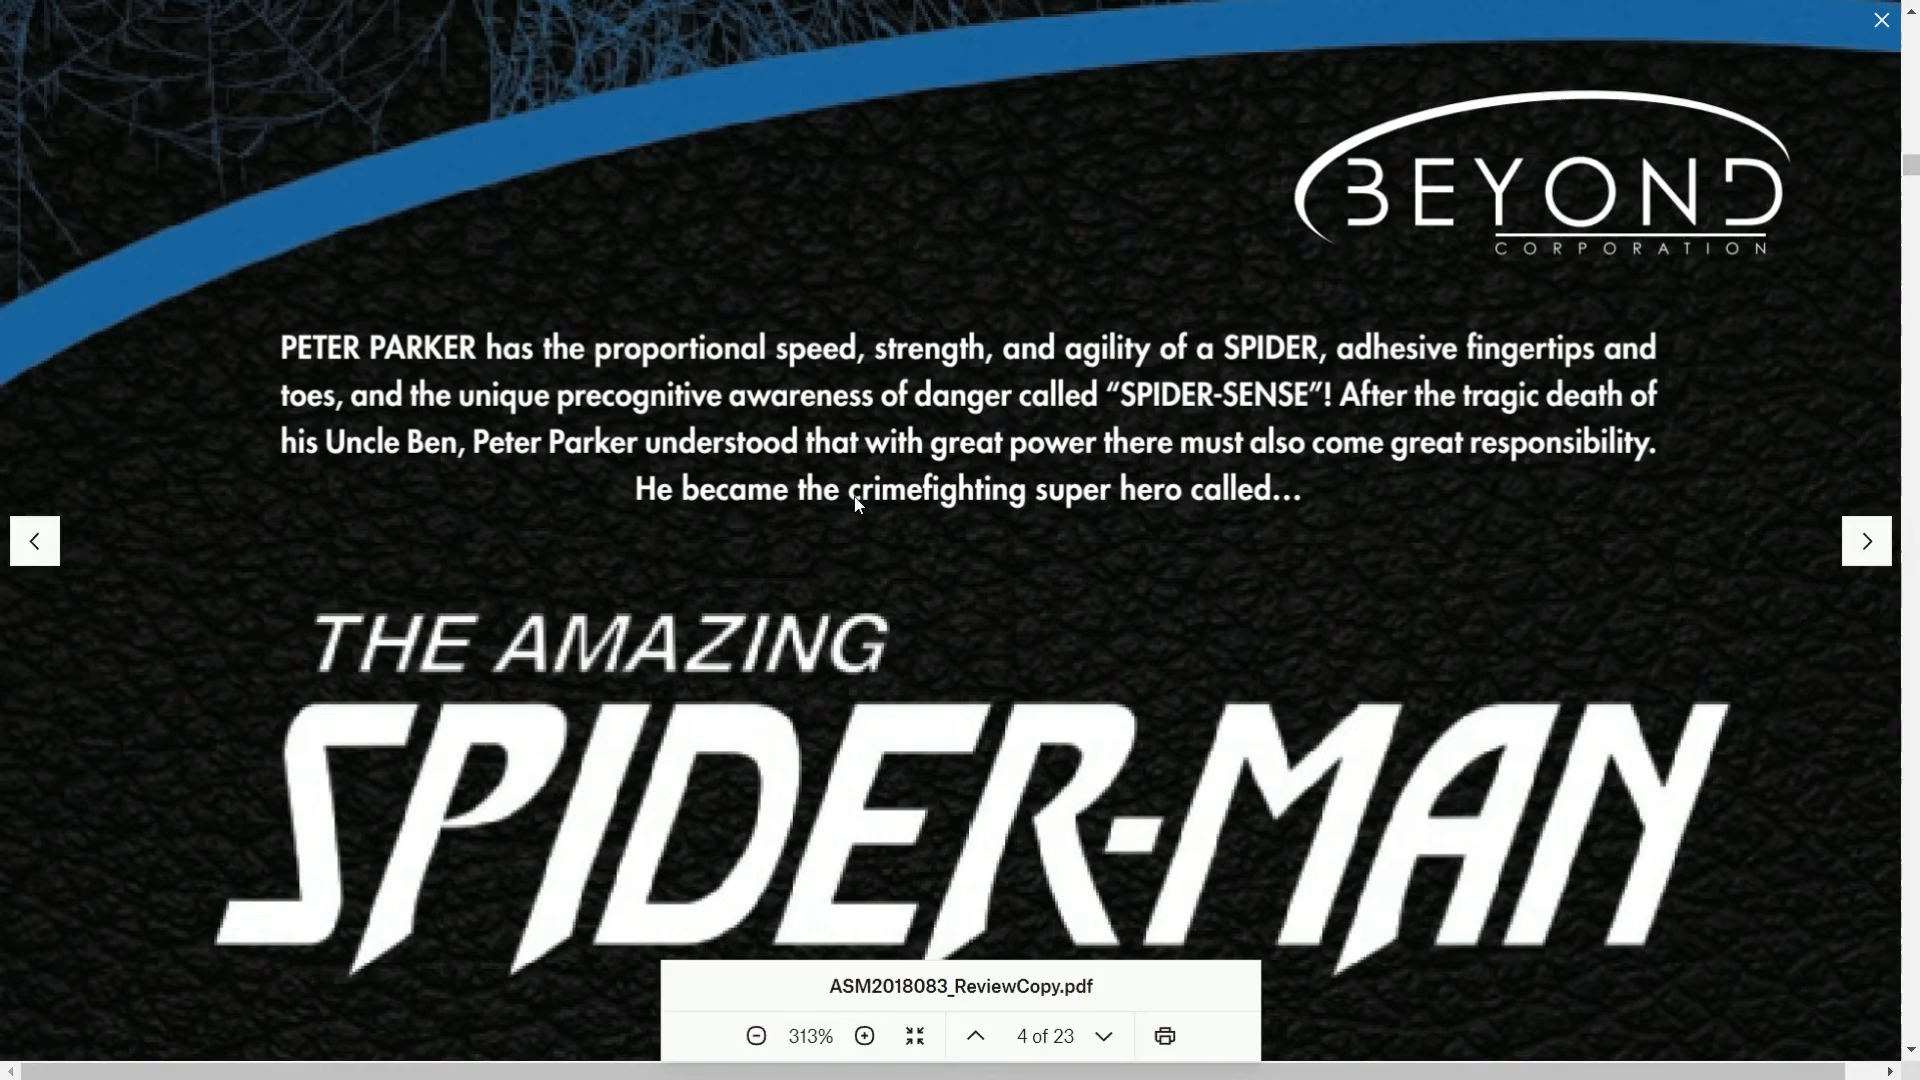 BEYOND
CORPORATION
PETER PARKER has the proportional speed, strength, and agility of a SPIDER, adhesive fingertips and
toes, and the unique precognitive awareness of danger called “SPIDER-SENSE”! After the tragic death of
his Uncle Ben, Peter Parker understood that with great power there must also come great responsibility.
He became the crimefighting super hero called…
THE AMAZING
SPIDER-MAN
ASM2018083_ReviewCopy.pdf
313%
4 of 23